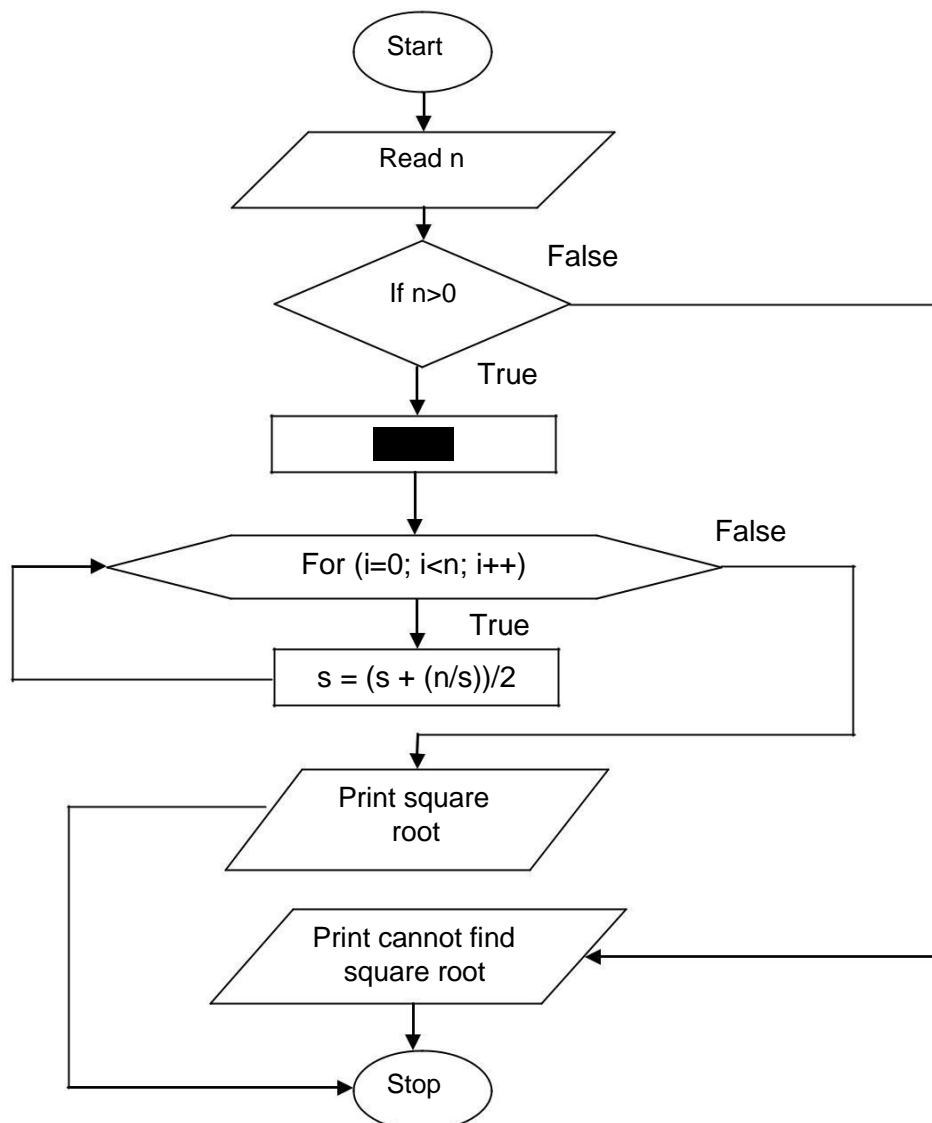 Start
Read n
False
If n>0
True
False
For (i=0; i<n; i++)
True
s = (s + (n/s))/2
Print square
root
Print cannot find
square root
Stop